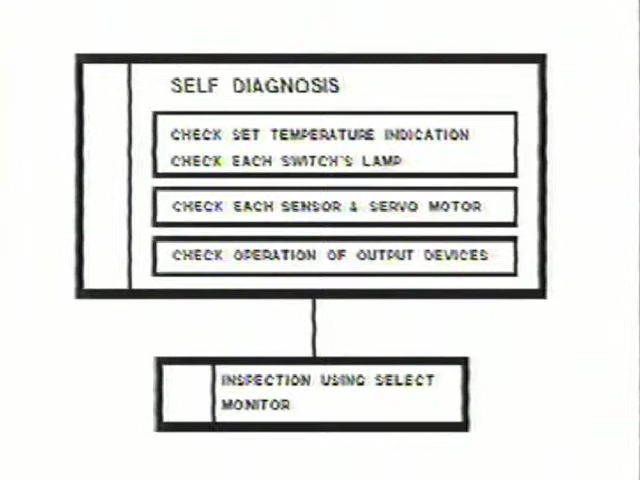 SELF DIAGNOSIS
CHECK SET TEMPERATURE INDICATION
CHECK EACH SWITCH'S LAMP
CHECK EACH SENSOR & SERVO MOTOR
CHECK OPERATION OF OUTPUT DEVICES
INSPECTION USING SELECT
MONITOR